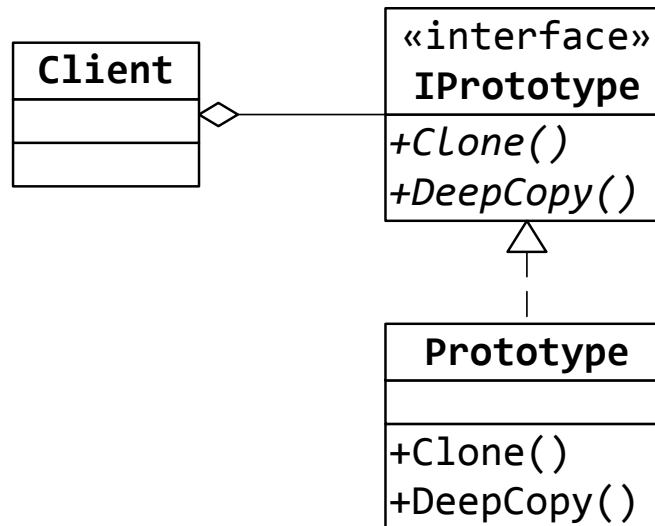 Client
«interface»
IPrototype
+Clone()
+DeepCopy()
Prototype
+Clone()
+DeepCopy()